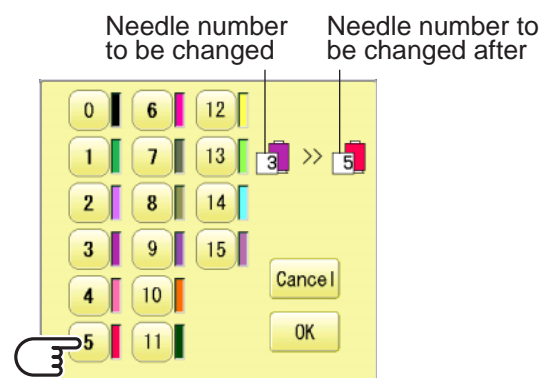 Needle number
to be changed
Needle number to
be changed after
0 6 12
1 7 13 3 >> 5
2 8 14
3 9 15
4 10 Cancel
5 11 OK